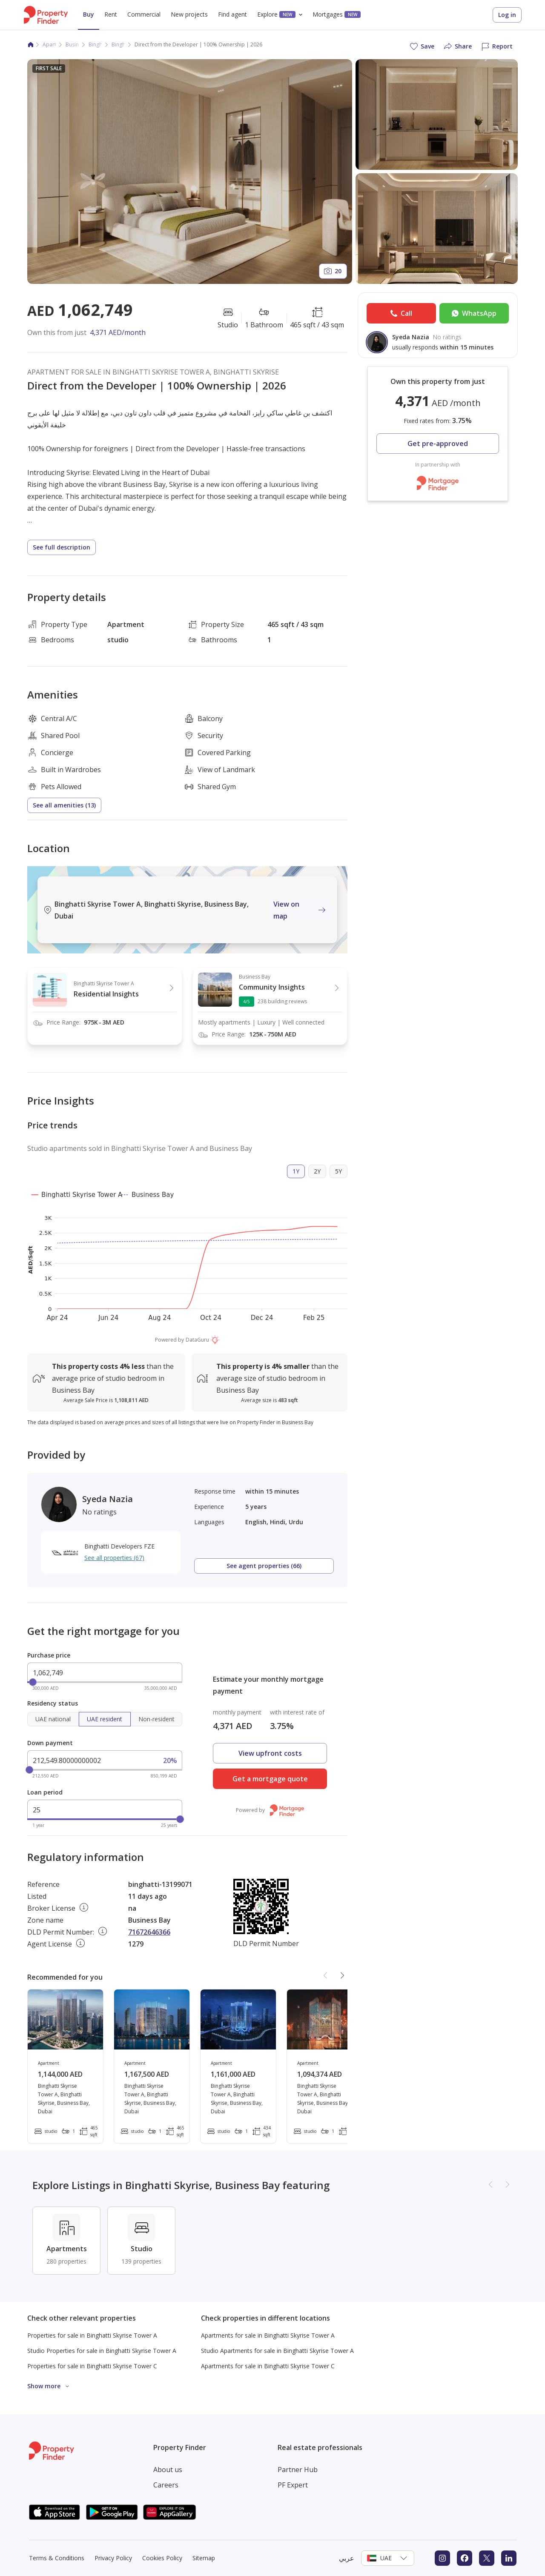 Property Finder
Buy
Rent
Commercial
New projects
Find agent
Explore NEW
Mortgages NEW
Log in
Direct from the Developer | 100% Ownership | 2026
Save
Share
Report
FIRST SALE
20
AED 1,062,749
Own this from just 4,371 AED/month
Studio
1 Bathroom
465 sqft / 43 sqm
Call
WhatsApp
Syeda Nazia No ratings
usually responds within 15 minutes
Own this property from just
4,371 AED /month
Fixed rates from: 3.75%
Get pre-approved
In partnership with
Mortgage Finder
APARTMENT FOR SALE IN BINGHATTI SKYRISE TOWER A, BINGHATTI SKYRISE
Direct from the Developer | 100% Ownership | 2026
اكتشف بن غاطي سكاي رايز، الفخامة في مشروع متميز في قلب داون تاون دبي، مع إطلالة لا مثيل لها على برج
خليفة الأيقوني
100% Ownership for foreigners | Direct from the Developer | Hassle-free transactions
Introducing Skyrise: Elevated Living in the Heart of Dubai
Rising high above the vibrant Business Bay, Skyrise is a new icon offering a luxurious living
experience. This architectural masterpiece is perfect for those seeking a tranquil escape while being
at the center of Dubai's dynamic energy.
...
See full description
Property details
Property Type Apartment
Property Size 465 sqft / 43 sqm
Bedrooms studio
Bathrooms 1
Amenities
Central A/C
Balcony
Shared Pool
Security
Concierge
Covered Parking
Built in Wardrobes
View of Landmark
Pets Allowed
Shared Gym
See all amenities (13)
Location
Binghatti Skyrise Tower A, Binghatti Skyrise, Business Bay,
Dubai
View on
map
Binghatti Skyrise Tower A
Residential Insights
Price Range: 975K - 3M AED
Business Bay
Community Insights
4/5 236 building reviews
Mostly apartments | Luxury | Well connected
Price Range: 125K - 750M AED
Price Insights
Price trends
Studio apartments sold in Binghatti Skyrise Tower A and Business Bay
1Y
2Y
5Y
Binghatti Skyrise Tower A
Business Bay
AED/Sqft
3K
2.5K
2K
1.5K
1K
0.5K
0
Apr 24
Jun 24
Aug 24
Oct 24
Dec 24
Feb 25
Powered by DataGuru
This property costs 4% less than the
average price of studio bedroom in
Business Bay
Average Sale Price is 1,108,811 AED
This property is 4% smaller than the
average size of studio bedroom in
Business Bay
Average size is 483 sqft
The data displayed is based on average prices and sizes of all listings that were live on Property Finder in Business Bay
Provided by
Syeda Nazia
No ratings
Binghatti Developers FZE
See all properties (67)
Response time within 15 minutes
Experience 5 years
Languages English, Hindi, Urdu
See agent properties (66)
Get the right mortgage for you
Purchase price
1,062,749
300,000 AED
35,000,000 AED
Residency status
UAE national
UAE resident
Non-resident
Down payment
212,549.80000000002 20%
212,550 AED
850,199 AED
Loan period
25
1 year
25 years
Estimate your monthly mortgage
payment
monthly payment
4,371 AED
with interest rate of
3.75%
View upfront costs
Get a mortgage quote
Powered by Mortgage Finder
Regulatory information
Reference binghatti-13199071
Listed 11 days ago
Broker License na
Zone name Business Bay
DLD Permit Number: 71672646366
Agent License 1279
DLD Permit Number
Recommended for you
Apartment
1,144,000 AED
Binghatti Skyrise
Tower A, Binghatti
Skyrise, Business Bay,
Dubai
studio 1 465 sqft
Apartment
1,167,500 AED
Binghatti Skyrise
Tower A, Binghatti
Skyrise, Business Bay,
Dubai
studio 1 465 sqft
Apartment
1,161,000 AED
Binghatti Skyrise
Tower A, Binghatti
Skyrise, Business Bay,
Dubai
studio 1 434 sqft
Apartment
1,094,374 AED
Binghatti Skyrise
Tower A, Binghatti
Skyrise, Business Bay
Dubai
studio 1
Explore Listings in Binghatti Skyrise, Business Bay featuring
Apartments
280 properties
Studio
139 properties
Check other relevant properties
Properties for sale in Binghatti Skyrise Tower A
Studio Properties for sale in Binghatti Skyrise Tower A
Properties for sale in Binghatti Skyrise Tower C
Show more
Check properties in different locations
Apartments for sale in Binghatti Skyrise Tower A
Studio Apartments for sale in Binghatti Skyrise Tower A
Apartments for sale in Binghatti Skyrise Tower C
Property Finder
Property Finder
About us
Careers
Real estate professionals
Partner Hub
PF Expert
Download on the App Store
GET IT ON Google Play
EXPLORE IT ON AppGallery
Terms & Conditions
Privacy Policy
Cookies Policy
Sitemap
عربي
UAE